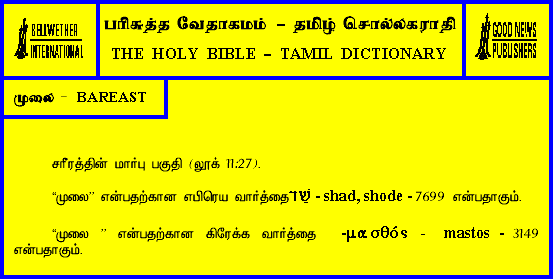 BELLWETHER
INTERNATIONAL
பரிசுத்த வேதாகமம் – தமிழ் சொல்லகராதி
THE HOLY BIBLE – TAMIL DICTIONARY
GOOD NEWS
PUBLISHERS
முலை – BAREAST
சரீரத்தின் மார்பு பகுதி (லூக் 11:27).
“முலை” என்பதற்கான எபிரெய வார்த்தை שׁד - shad, shode - 7699 என்பதாகும்.
“முலை ” என்பதற்கான கிரேக்க வார்த்தை -μασθός - mastos - 3149
என்பதாகும்.